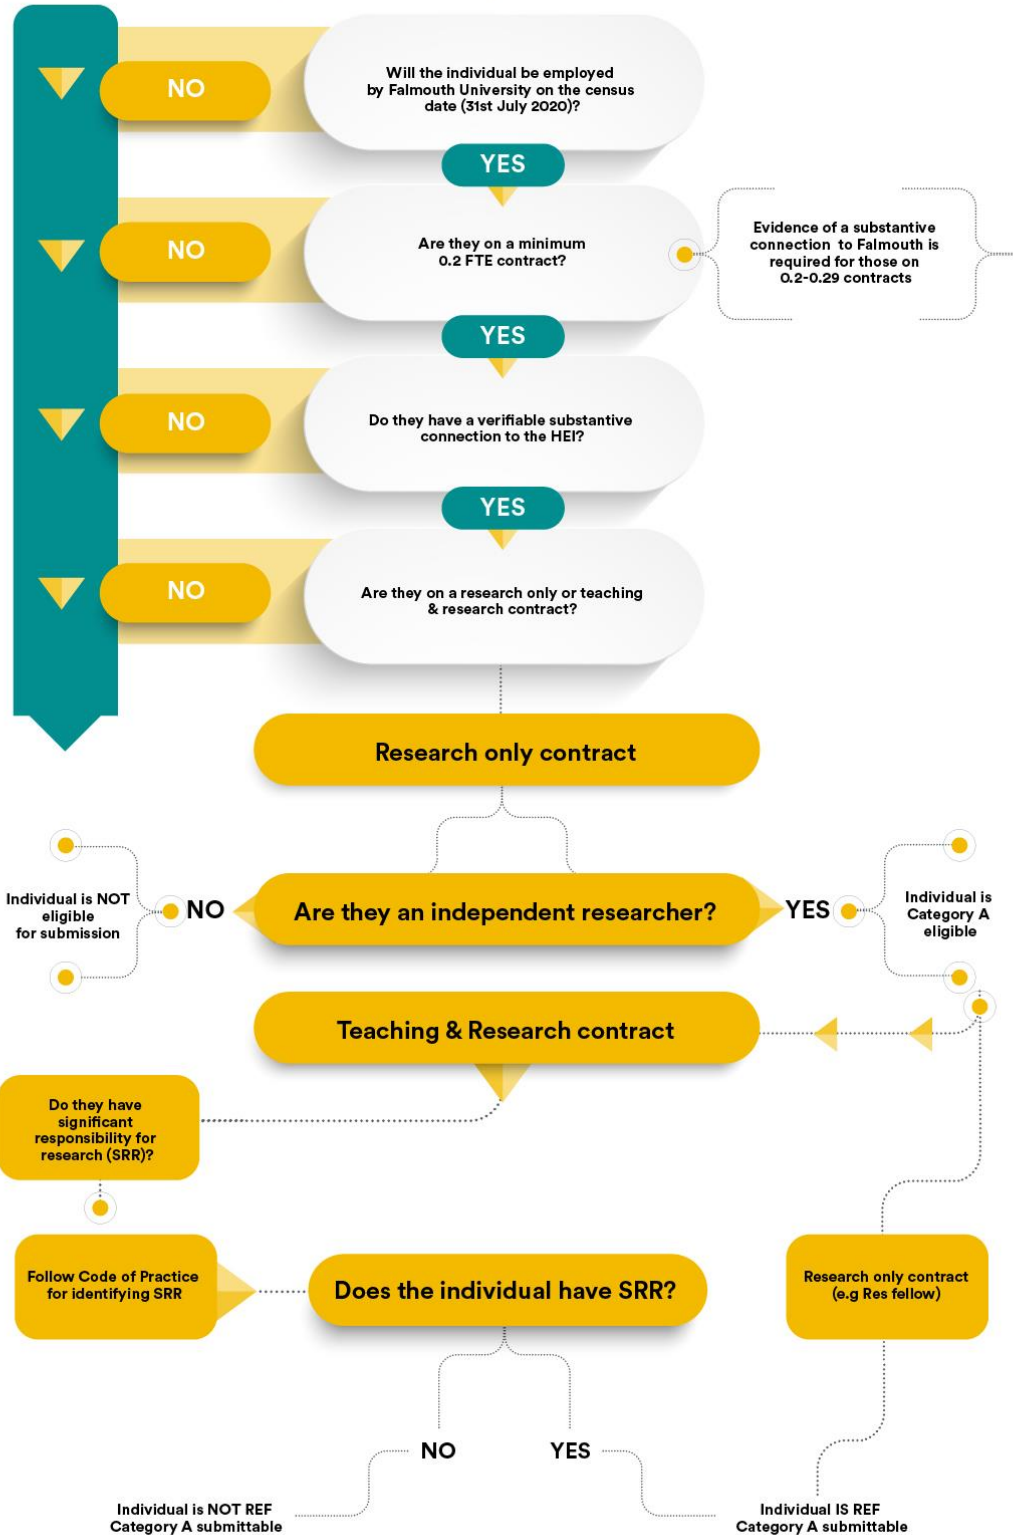 Will the individual be employed
by Falmouth University on the census
date (31st July 2020)?
NO
YES
Are they on a minimum
0.2 FTE contract?
NO
Evidence of a substantive
connection to Falmouth is
required for those on
0.2-0.29 contracts
YES
Do they have a verifiable substantive
connection to the HEI?
NO
YES
Are they on a research only or teaching
& research contract?
NO
Research only contract
Individual is NOT
eligible
for submission
NO
Are they an independent researcher?
YES
Individual is
Category A
eligible
Teaching & Research contract
Do they have
significant
responsibility for
research (SRR)?
Follow Code of Practice
for identifying SRR
Does the individual have SRR?
Research only contract
(e.g Res fellow)
NO
YES
Individual is NOT REF
Category A submittable
Individual IS REF
Category A submittable